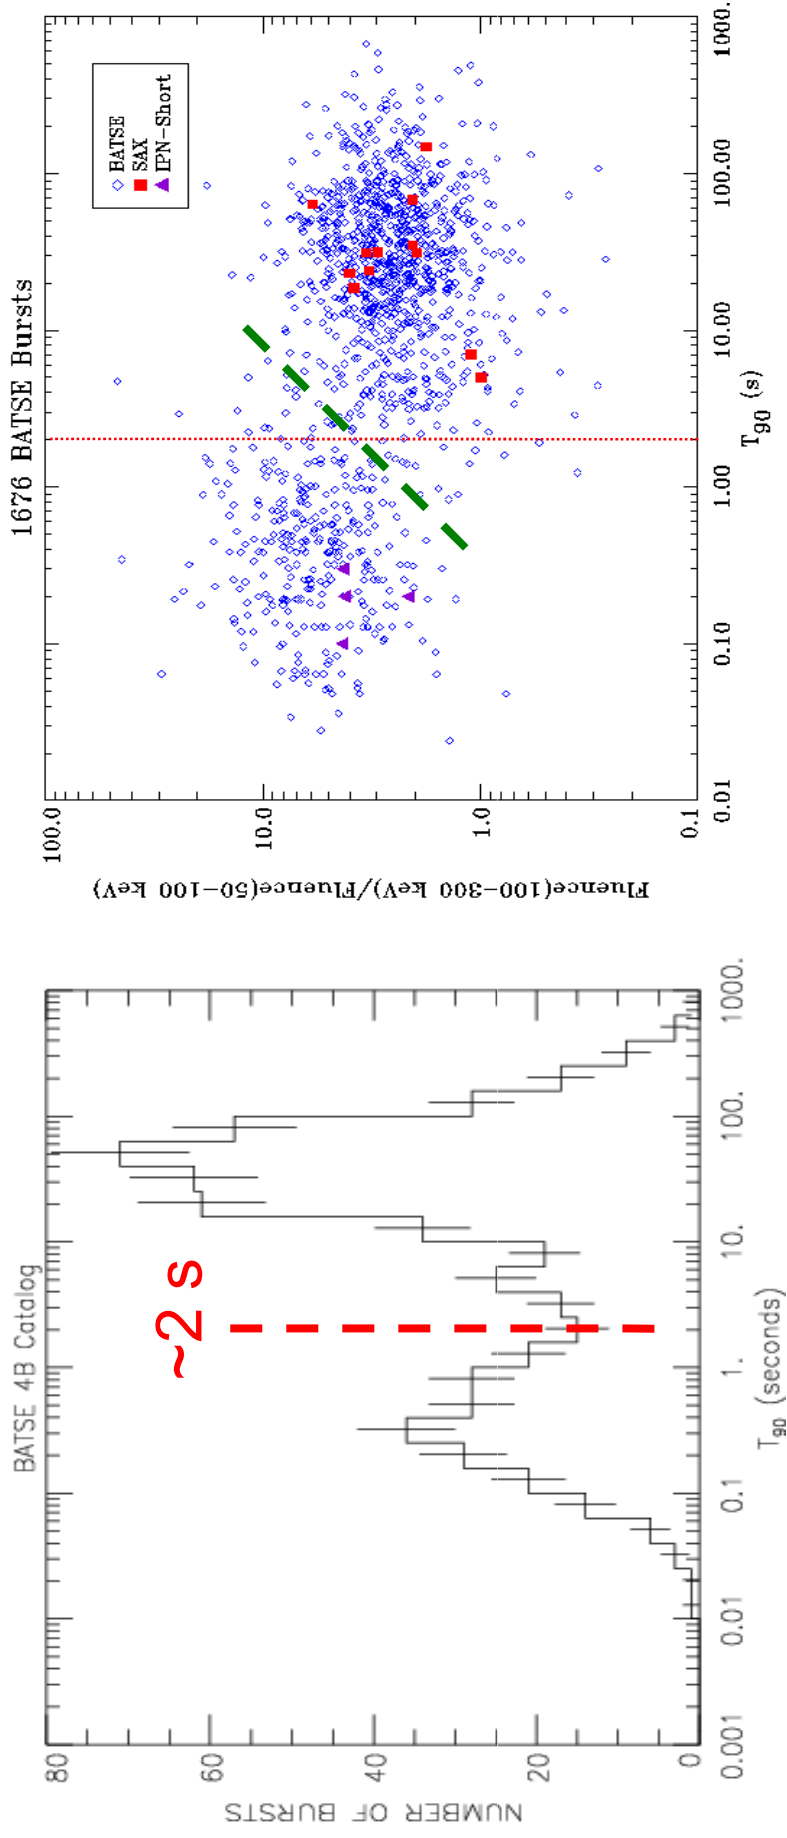 BATSE 4B Catalog
80
60
40
20
NUMBER OF BURSTS
~2 s
0.001
0.01
0.1
1.
10.
100.
1000.
T90 (seconds)
1676 BATSE Bursts
BATSE
SAX
IPN-Short
100.0
10.0
1.0
0.1
Fluence(100-300 keV)/Fluence(50-100 keV)
0.01
0.10
1.00
10.00
100.00
1000.
T90 (s)